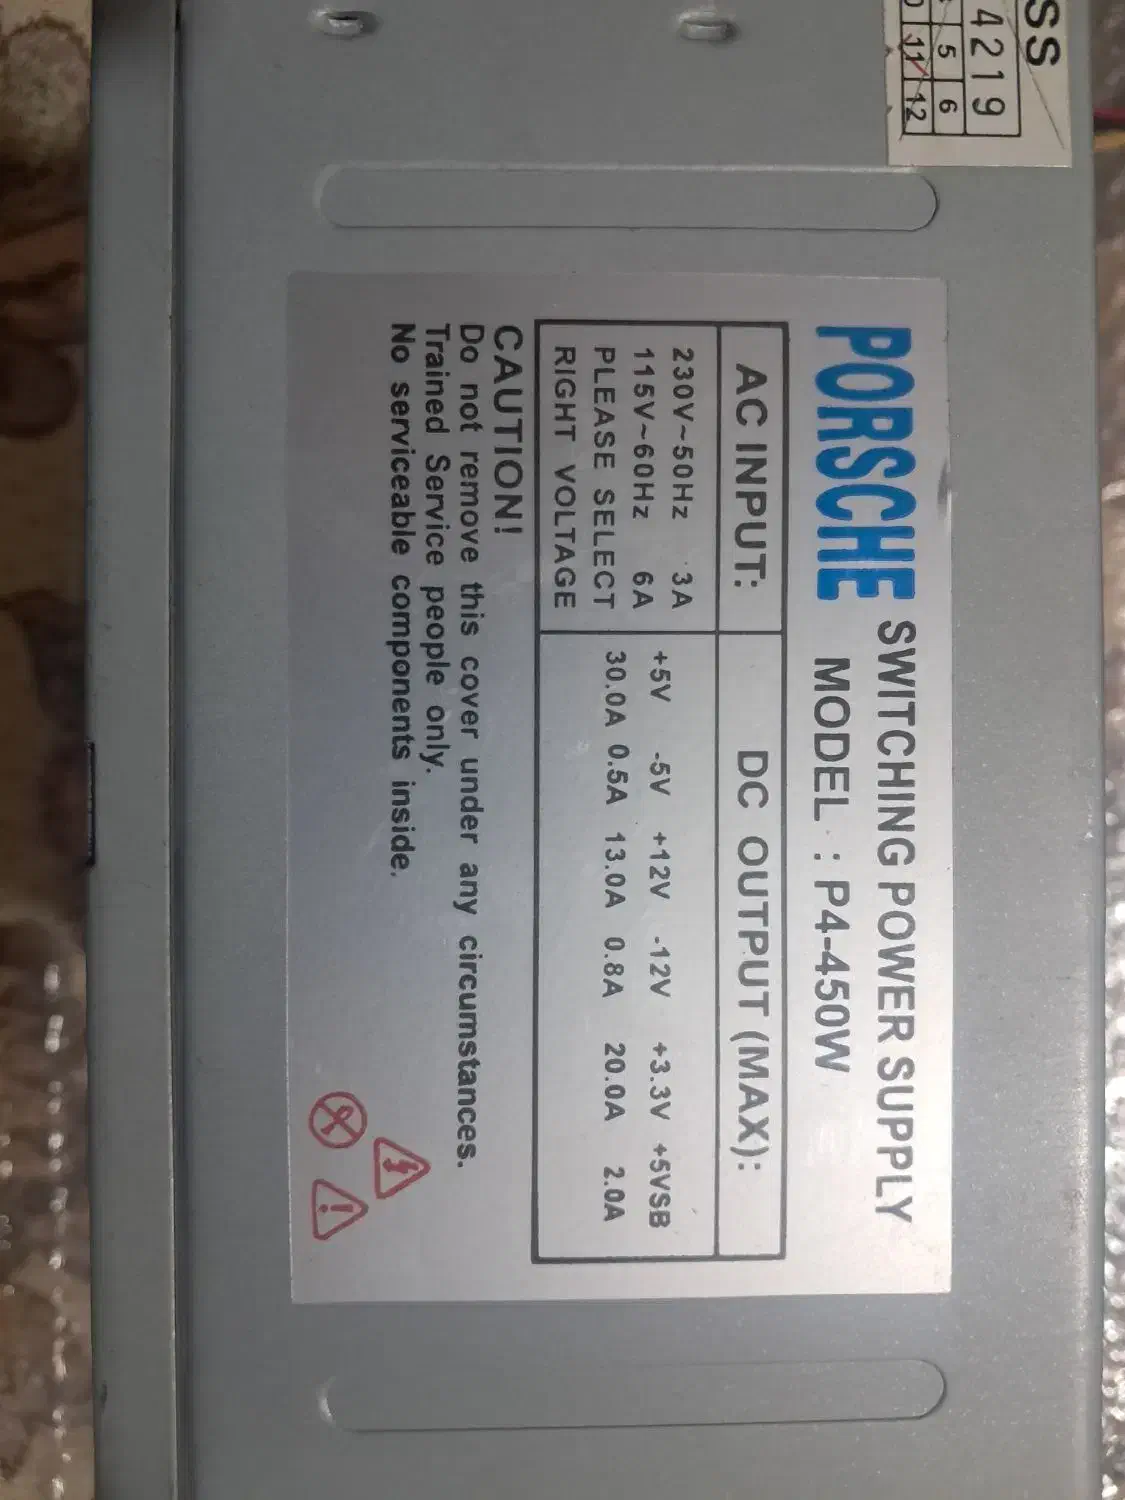 SS
4219
5 6
11 12
PORSCHE SWITCHING POWER SUPPLY
MODEL : P4-450W
AC INPUT: DC OUTPUT (MAX):
230V~50Hz 3A
115V~60Hz 6A
PLEASE SELECT
RIGHT VOLTAGE
+5V -5V +12V -12V +3.3V +5VSB
30.0A 0.5A 13.0A 0.8A 20.0A 2.0A
CAUTION!
Do not remove this cover under any circumstances.
Trained Service people only.
No serviceable components inside.